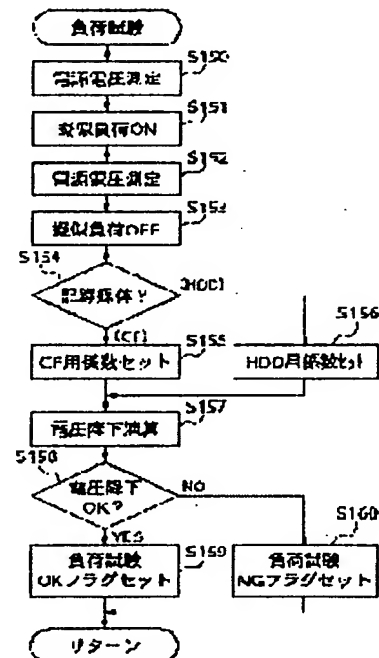 負荷試験
S150
電源電圧測定
S151
擬似負荷ON
S152
電源電圧測定
S153
擬似負荷OFF
S154
記録媒体?
(HDD)
(CF)
S155
CF用係数セット
S156
HDD用係数セット
S157
電圧降下演算
S158
電圧降下
OK?
NO
YES
S159
負荷試験
OKフラグセット
S160
負荷試験
NGフラグセット
リターン